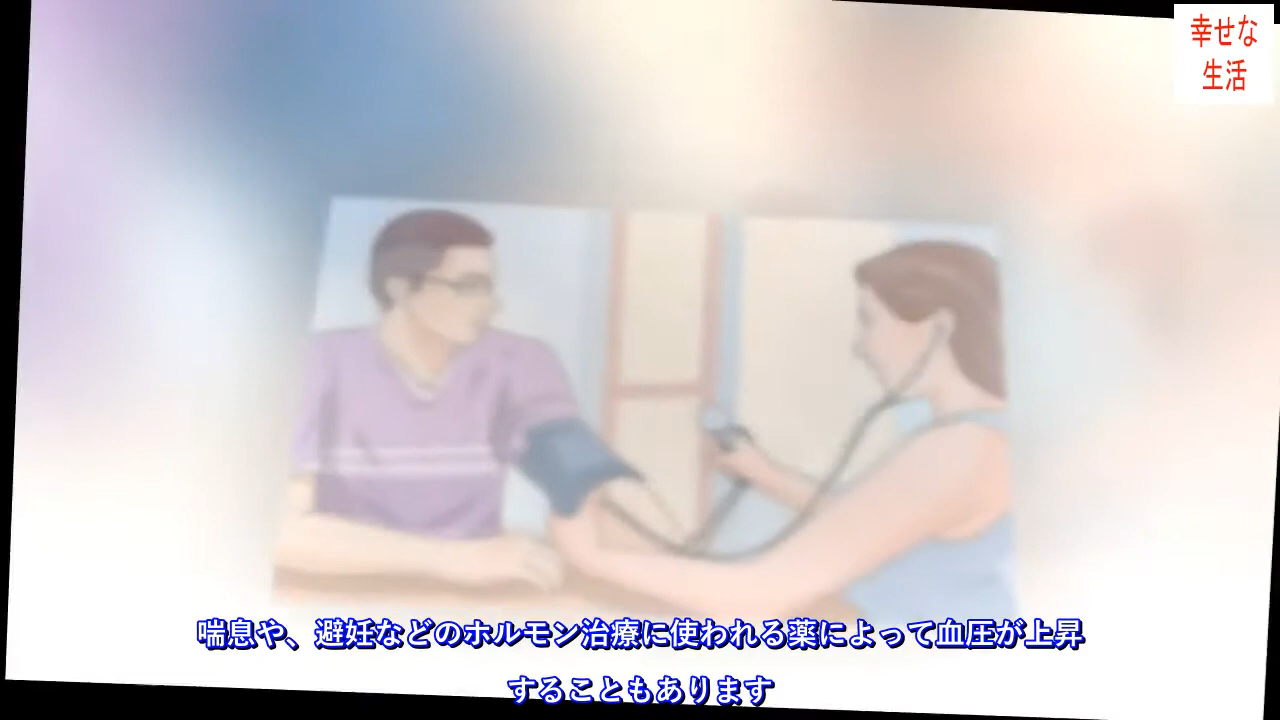 幸せな
生活
喘息や、避妊などのホルモン治療に使われる薬によって血圧が上昇
することもあります